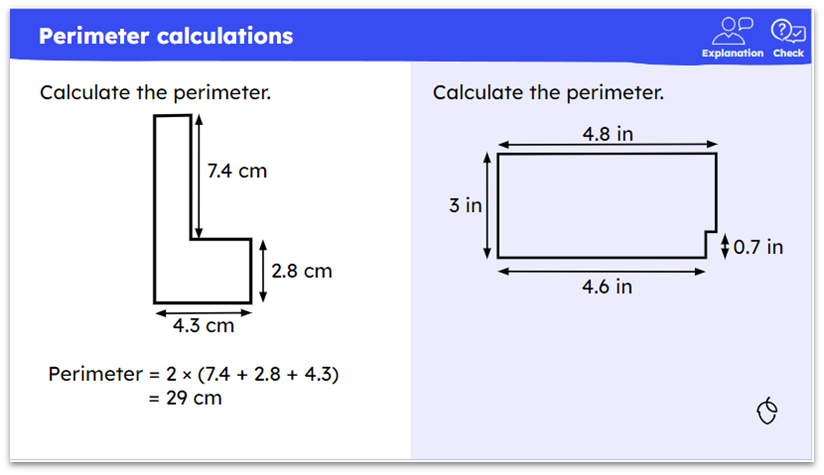 Perimeter calculations
Explanation
Check
Calculate the perimeter.
7.4 cm
2.8 cm
4.3 cm
Perimeter = 2 × (7.4 + 2.8 + 4.3)
= 29 cm
Calculate the perimeter.
4.8 in
3 in
0.7 in
4.6 in